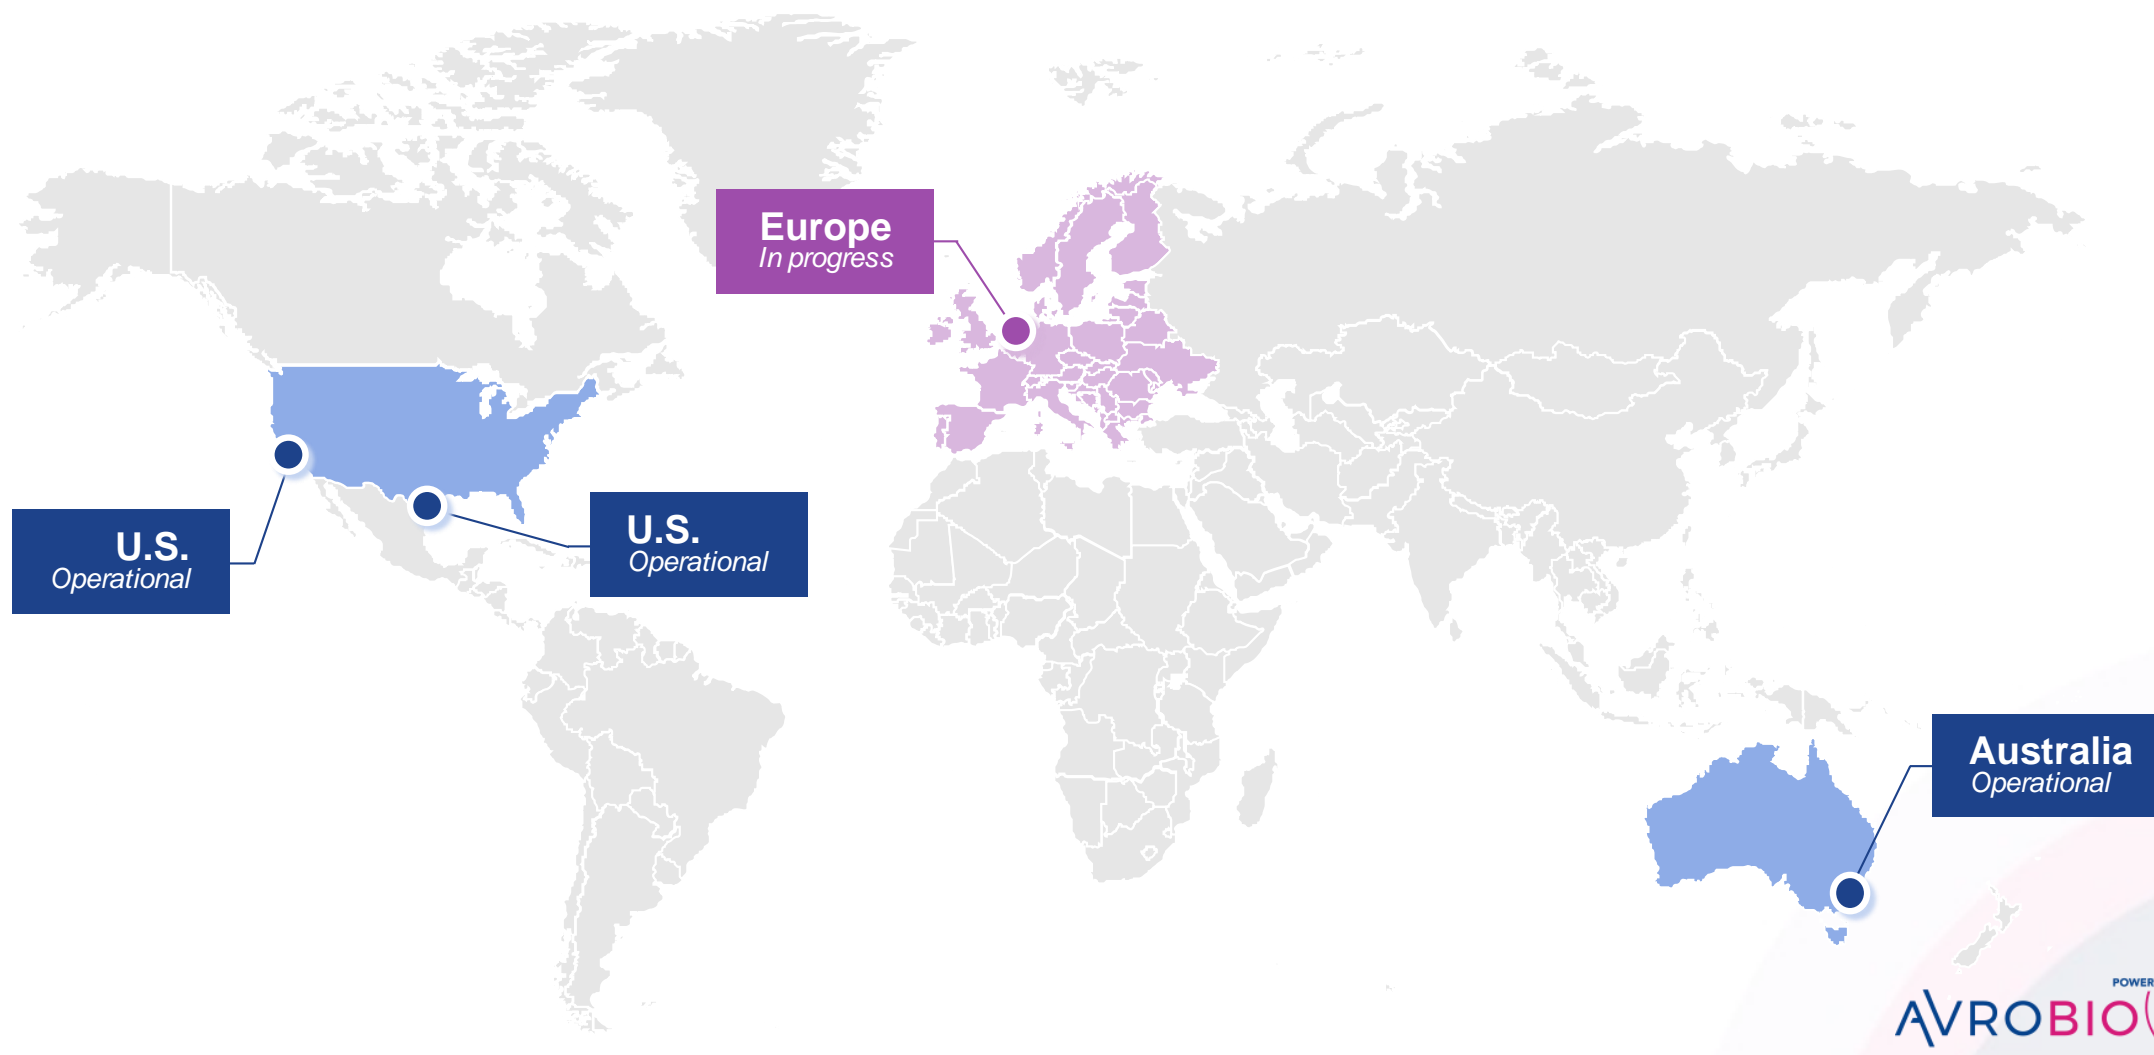 Europe
In progress
U.S.
Operational
U.S.
Operational
Australia
Operational
AVROBIO